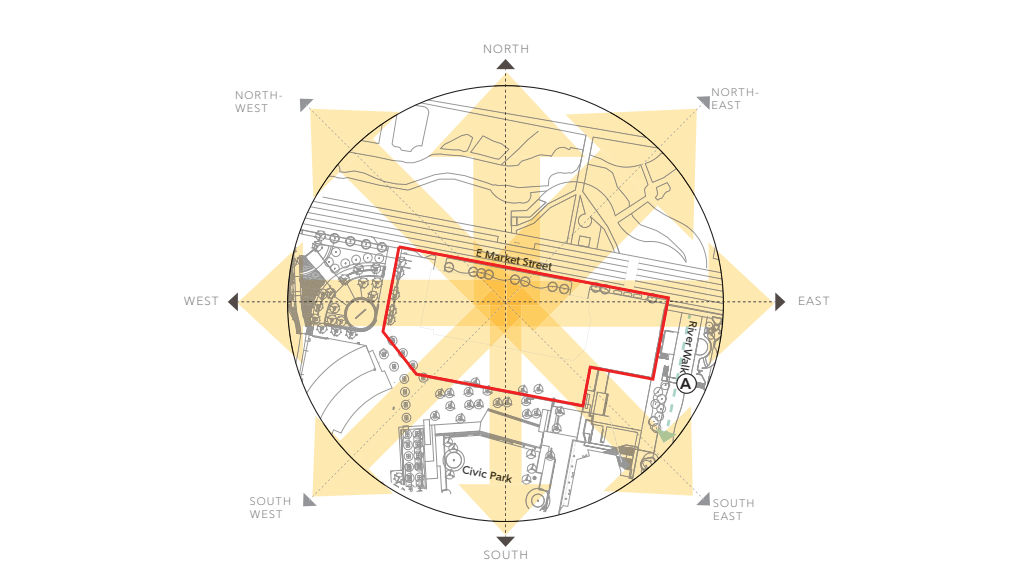 NORTH
NORTH-
WEST
NORTH-
EAST
E Market Street
WEST
EAST
River Walk
A
Civic Park
SOUTH
WEST
SOUTH
EAST
SOUTH